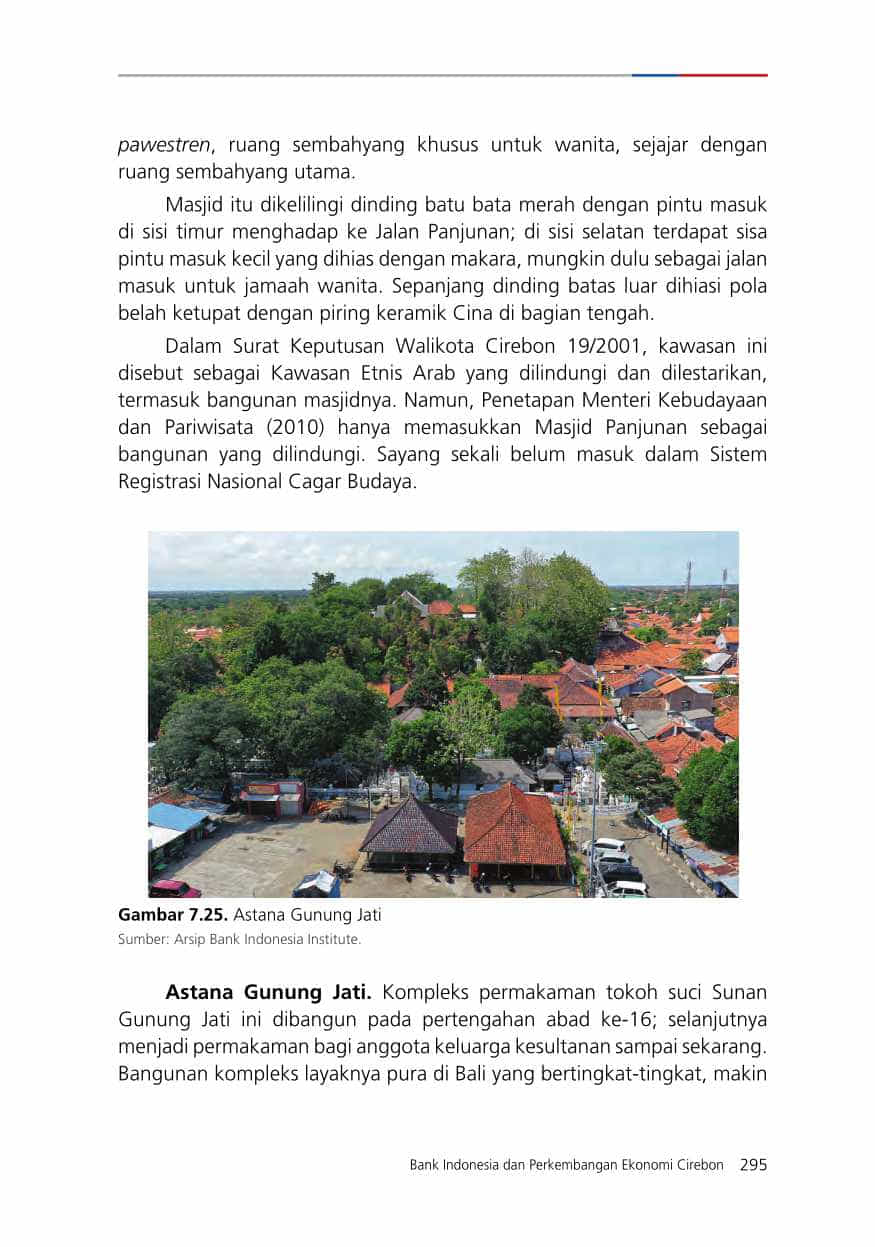 pawestren, ruang sembahyang khusus untuk wanita, sejajar dengan
ruang sembahyang utama.
Masjid itu dikelilingi dinding batu bata merah dengan pintu masuk
di sisi timur menghadap ke Jalan Panjunan; di sisi selatan terdapat sisa
pintu masuk kecil yang dihias dengan makara, mungkin dulu sebagai jalan
masuk untuk jamaah wanita. Sepanjang dinding batas luar dihiasi pola
belah ketupat dengan piring keramik Cina di bagian tengah.
Dalam Surat Keputusan Walikota Cirebon 19/2001, kawasan ini
disebut sebagai Kawasan Etnis Arab yang dilindungi dan dilestarikan,
termasuk bangunan masjidnya. Namun, Penetapan Menteri Kebudayaan
dan Pariwisata (2010) hanya memasukkan Masjid Panjunan sebagai
bangunan yang dilindungi. Sayang sekali belum masuk dalam Sistem
Registrasi Nasional Cagar Budaya.
Gambar 7.25. Astana Gunung Jati
Sumber: Arsip Bank Indonesia Institute.
Astana Gunung Jati. Kompleks permakaman tokoh suci Sunan
Gunung Jati ini dibangun pada pertengahan abad ke-16; selanjutnya
menjadi permakaman bagi anggota keluarga kesultanan sampai sekarang.
Bangunan kompleks layaknya pura di Bali yang bertingkat-tingkat, makin
Bank Indonesia dan Perkembangan Ekonomi Cirebon 295